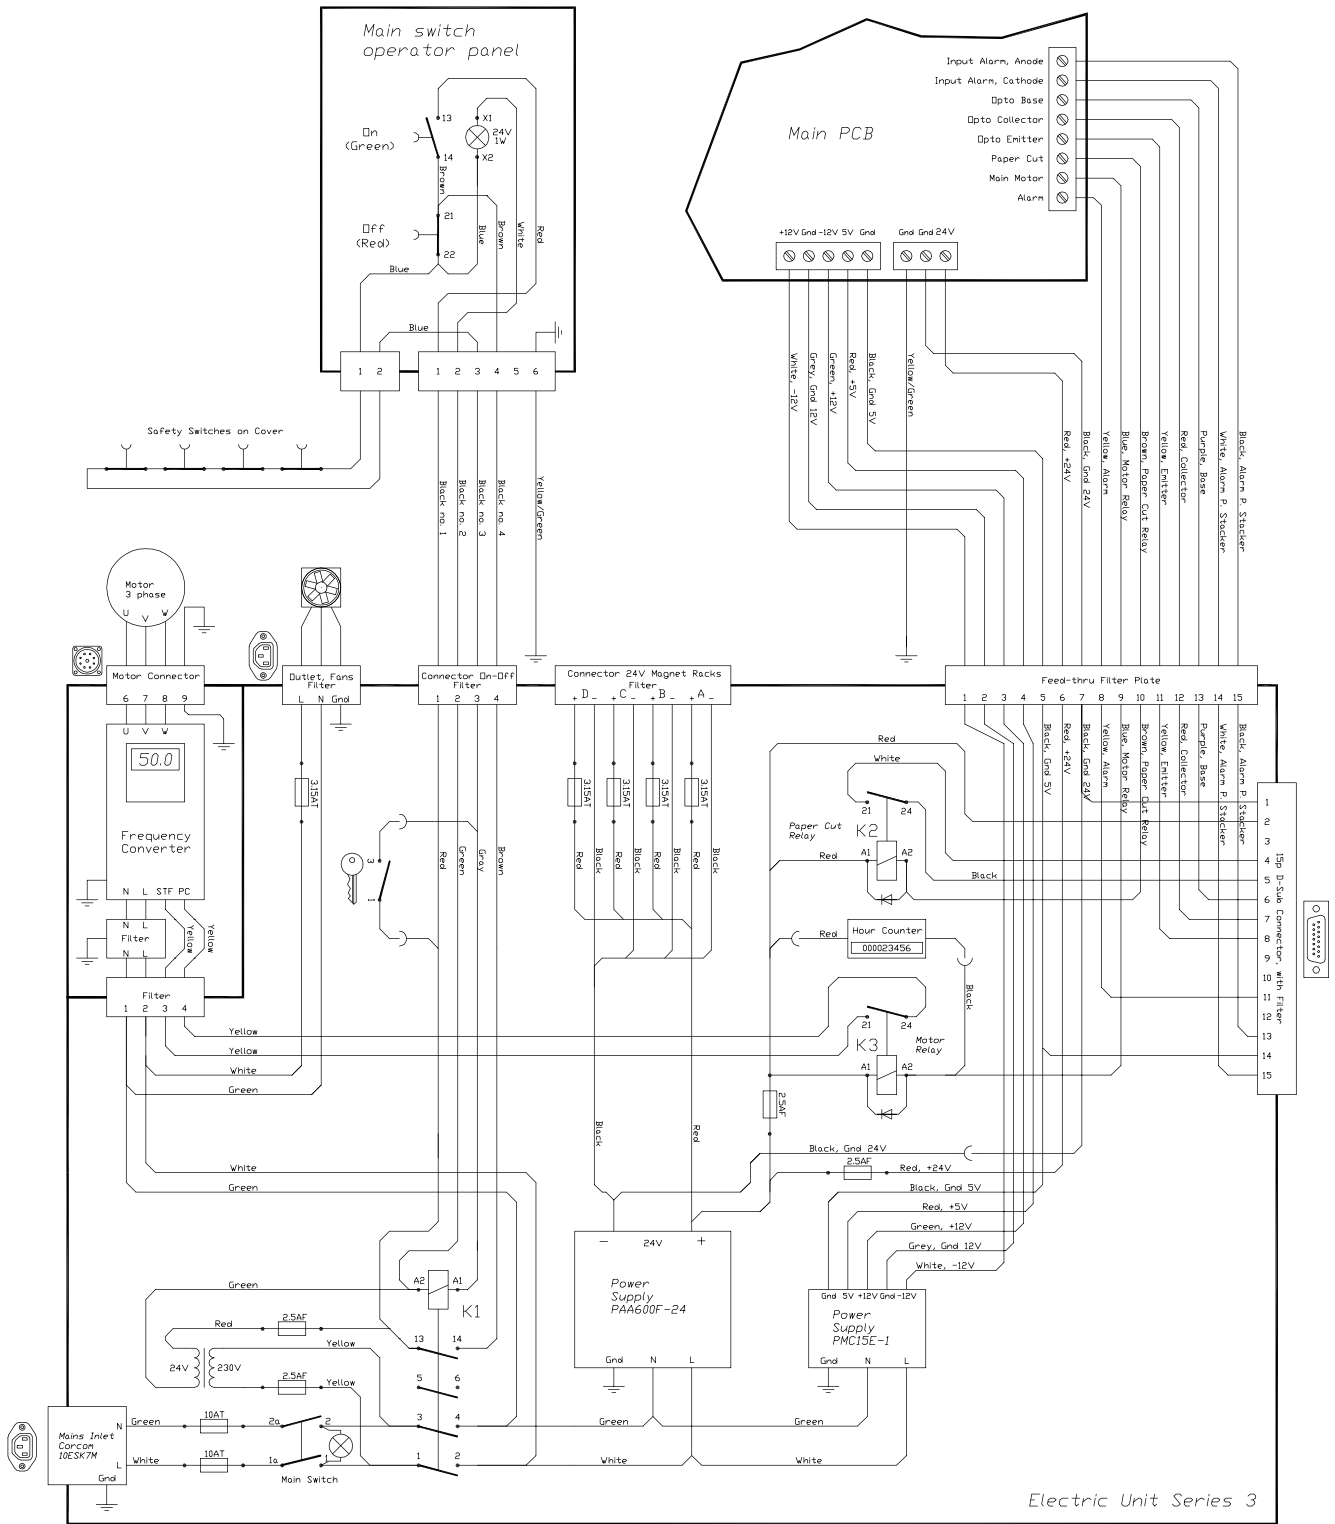 Main switch
operator panel
On
(Green)
13
14
X1
24V
1W
X2
Brown
Off
(Red)
21
22
Blue
Brown
White
Red
Blue
Blue
1 2
1 2 3 4 5 6
Main PCB
Input Alarm, Anode
Input Alarm, Cathode
Opto Base
Opto Collector
Opto Emitter
Paper Cut
Main Motor
Alarm
+12V Gnd -12V 5V Gnd
Gnd Gnd 24V
White, -12V
Grey, Gnd 12V
Green, +12V
Red, +5V
Black, Gnd 5V
Yellow/Green
Red, +24V
Black, Gnd 24V
Yellow, Alarm
Blue, Motor Relay
Brown, Paper Cut Relay
Yellow, Emitter
Red, Collector
Purple, Base
White, Alarm P. Stacker
Black, Alarm P. Stacker
Safety Switches on Cover
Black no. 1
Black no. 2
Black no. 3
Black no. 4
Yellow/Green
Motor
3 phase
U V W
Motor Connector
6 7 8 9
Outlet, Fans
Filter
L N Gnd
Connector On-Off
Filter
1 2 3 4
Connector 24V Magnet Racks
Filter
+ D - + C - + B - + A -
Feed-thru Filter Plate
1 2 3 4 5 6 7 8 9 10 11 12 13 14 15
U V W
50.0
Frequency
Converter
N L STF PC
N L
Filter
N L
Yellow
Yellow
Filter
1 2 3 4
3.15AT
3
1
Red
Green
Gray
Brown
3.15AT
3.15AT
3.15AT
3.15AT
Red
Black
Red
Black
Red
Black
Red
Black
Red
White
21
24
Paper Cut
Relay
K2
Red
A1
A2
Black
Red
Hour Counter
000023456
Black
21
24
K3
Motor
Relay
A1
A2
2.5AF
Black, Gnd 5V
Red, +24V
Black, Gnd 24V
Yellow, Alarm
Blue, Motor Relay
Brown, Paper Cut Relay
Yellow, Emitter
Red, Collector
Purple, Base
White, Alarm P. Stacker
Black, Alarm P. Stacker
1
2
3
4
5
6
7
8
9
10
11
12
13
14
15
15p D-Sub Connector, with Filter
Yellow
Yellow
White
Green
White
Green
Black
Red
Black, Gnd 24V
2.5AF
Red, +24V
Black, Gnd 5V
Red, +5V
Green, +12V
Grey, Gnd 12V
White, -12V
- 24V +
Power
Supply
PAA600F-24
Gnd N L
Gnd 5V +12V Gnd -12V
Power
Supply
PMC15E-1
Gnd N L
Green
A2
A1
K1
Red
2.5AF
Yellow
24V
230V
2.5AF
Yellow
13
14
5
6
3
4
1
2
Mains Inlet
Corcom
10ESK7M
N
L
Gnd
Green
10AT
2a
2
White
10AT
1a
1
Main Switch
Green
Green
White
White
Electric Unit Series 3